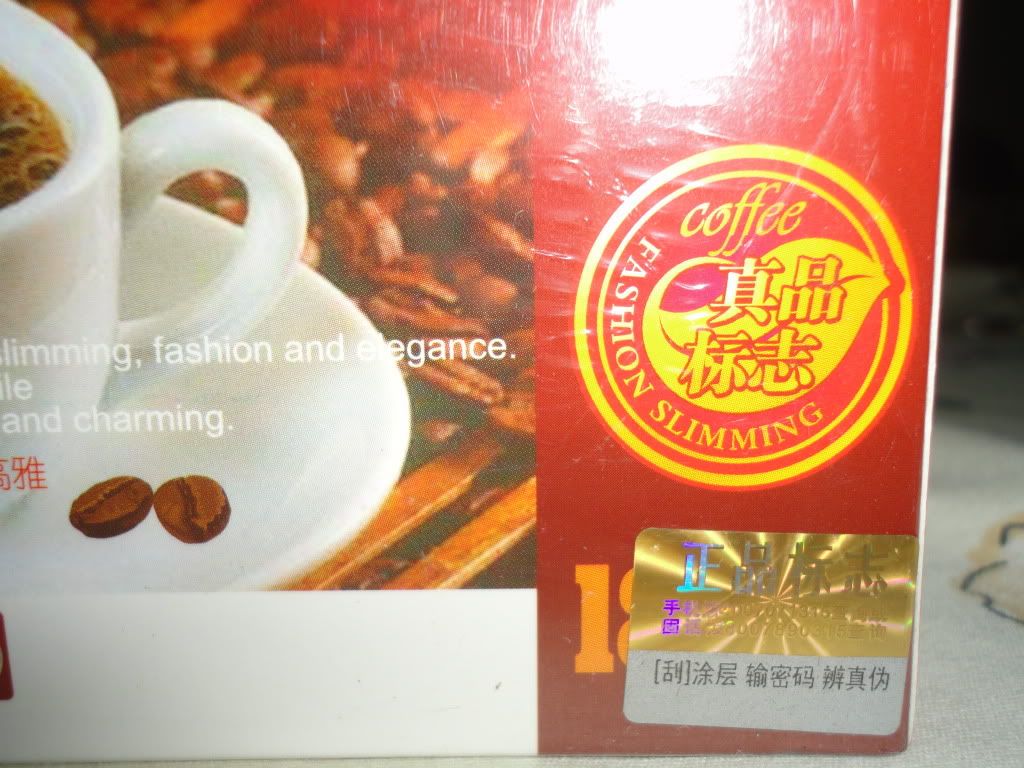 slimming, fashion and elegance.
and charming.
高雅
coffee
真品
标志
FASHION SLIMMING
正品标志
[刮]涂层 输密码 辨真伪